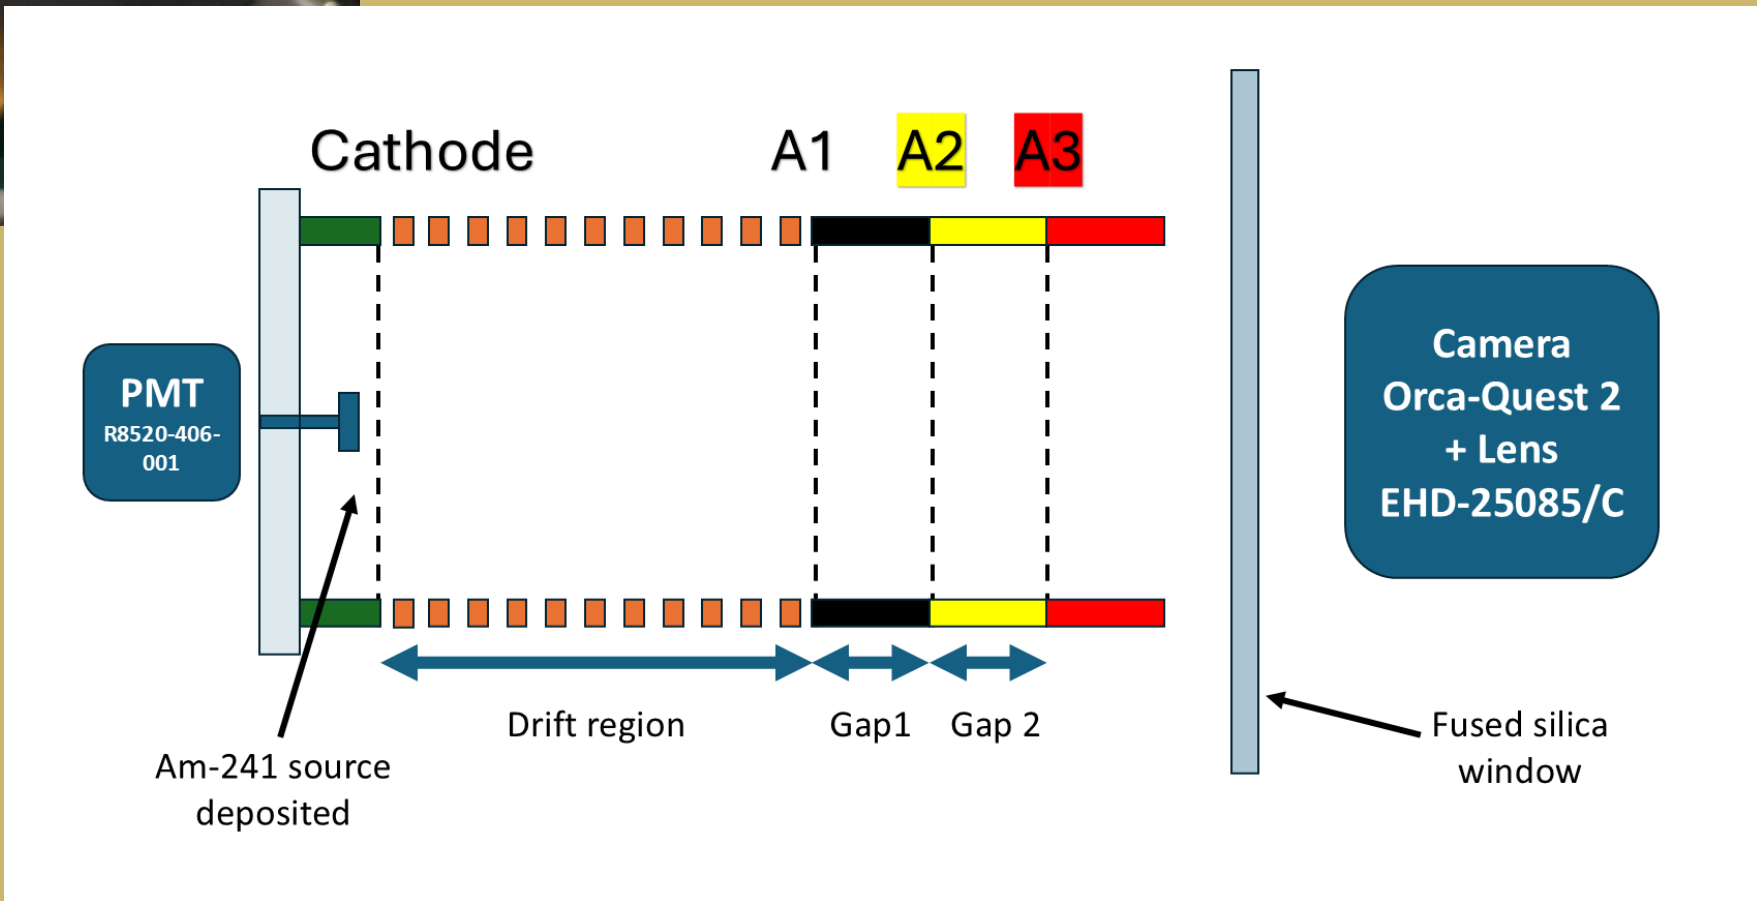 Cathode
A1
A2
A3
PMT
R8520-406-
001
Camera
Orca-Quest 2
+ Lens
EHD-25085/C
Drift region
Gap1
Gap 2
Am-241 source
deposited
Fused silica
window